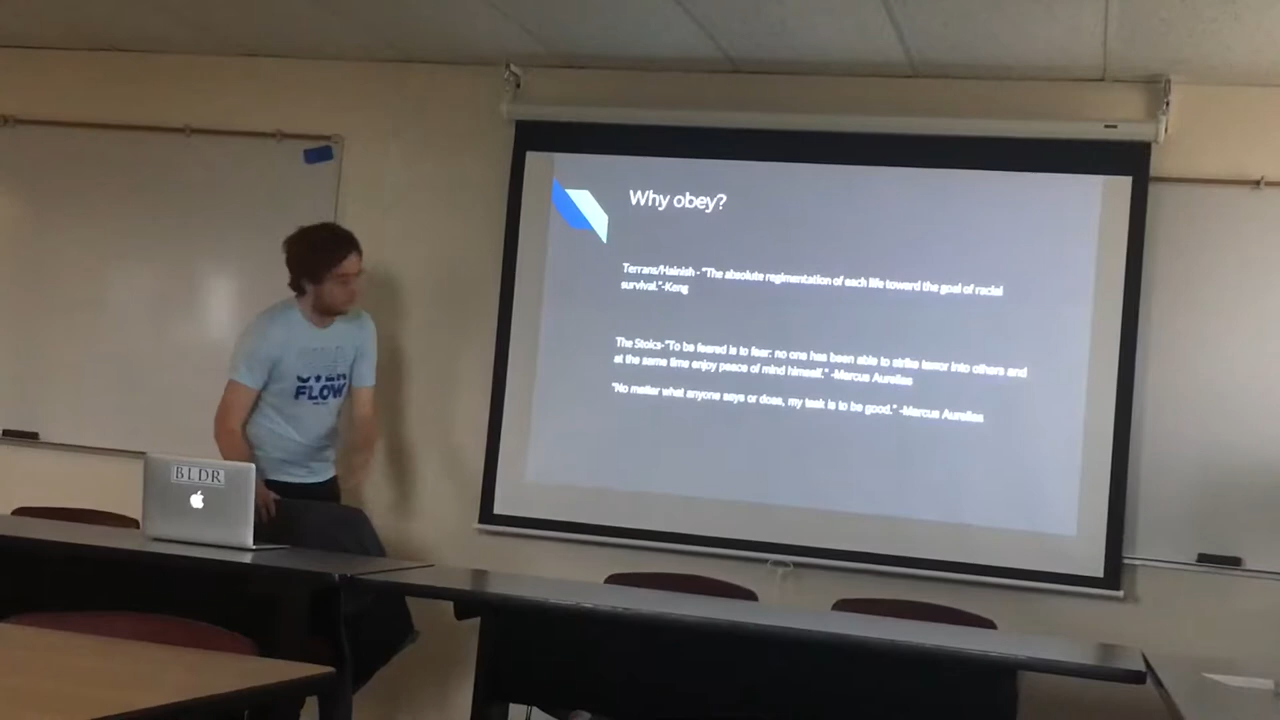 Why obey?
Terrans/Hainish - "The absolute regimentation of each life toward the goal of racial
survival."-Keng
The Stoics-"To be feared is to fear: no one has been able to strike terror into others and
at the same time enjoy peace of mind himself." -Marcus Aurelias
"No matter what anyone says or does, my task is to be good." -Marcus Aurelias
FLOW
BLDR